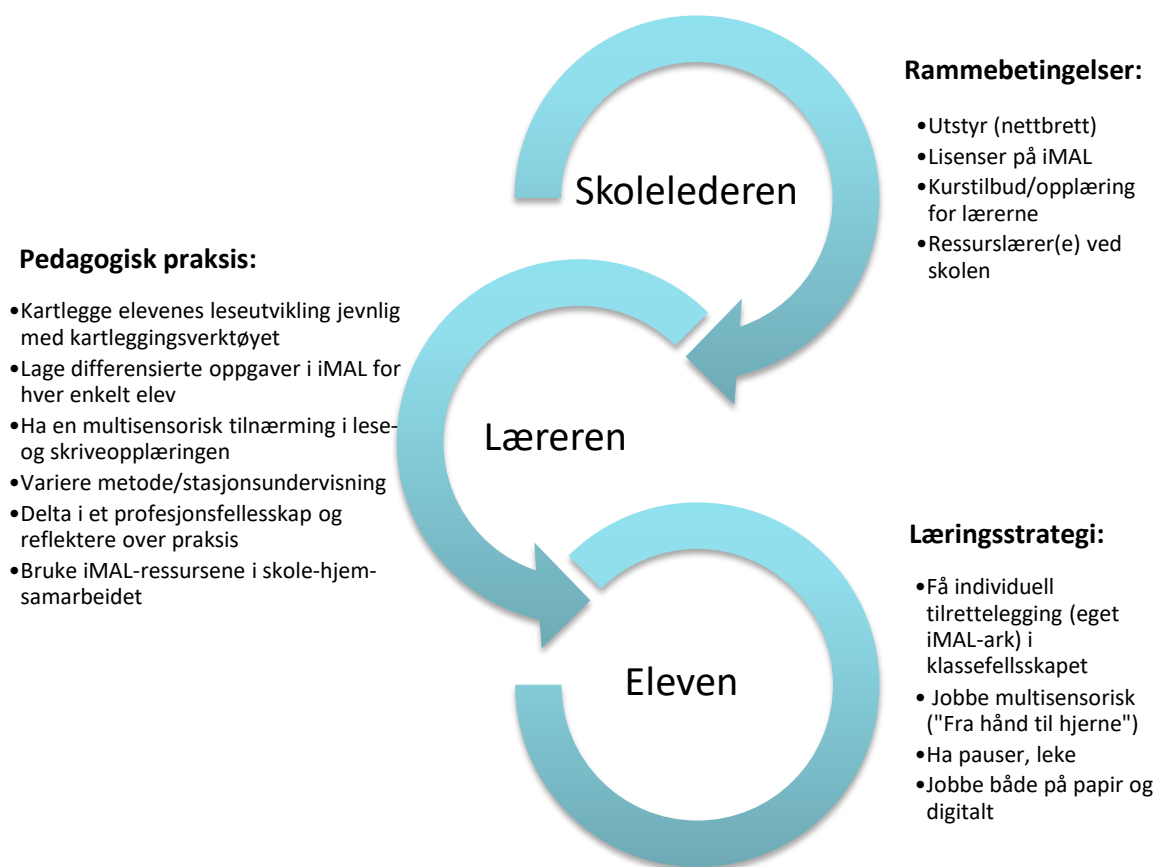 Rammebetingelser:
•Utstyr (nettbrett)
•Lisenser på iMAL
•Kurstilbud/opplæring
for lærerne
•Ressurslærer(e) ved
skolen
Skolelederen
Pedagogisk praksis:
•Kartlegge elevenes leseutvikling jevnlig
med kartleggingsverktøyet
•Lage differensierte oppgaver i iMAL for
hver enkelt elev
•Ha en multisensorisk tilnærming i lese-
og skriveopplæringen
•Variere metode/stasjonsundervisning
•Delta i et profesjonsfellesskap og
reflektere over praksis
•Bruke iMAL-ressursene i skole-hjem-
samarbeidet
Læreren
Læringsstrategi:
•Få individuell
tilrettelegging (eget
iMAL-ark) i
klassefellsskapet
• Jobbe multisensorisk
("Fra hånd til hjerne")
•Ha pauser, leke
•Jobbe både på papir og
digitalt
Eleven